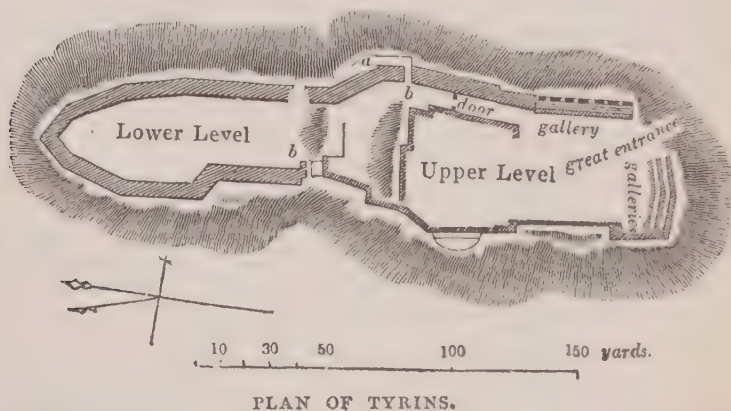 a
b
door
gallery
great entrance
Lower Level
b
Upper Level
galleries
10 30 50 100 150 yards.
PLAN OF TYRINS.